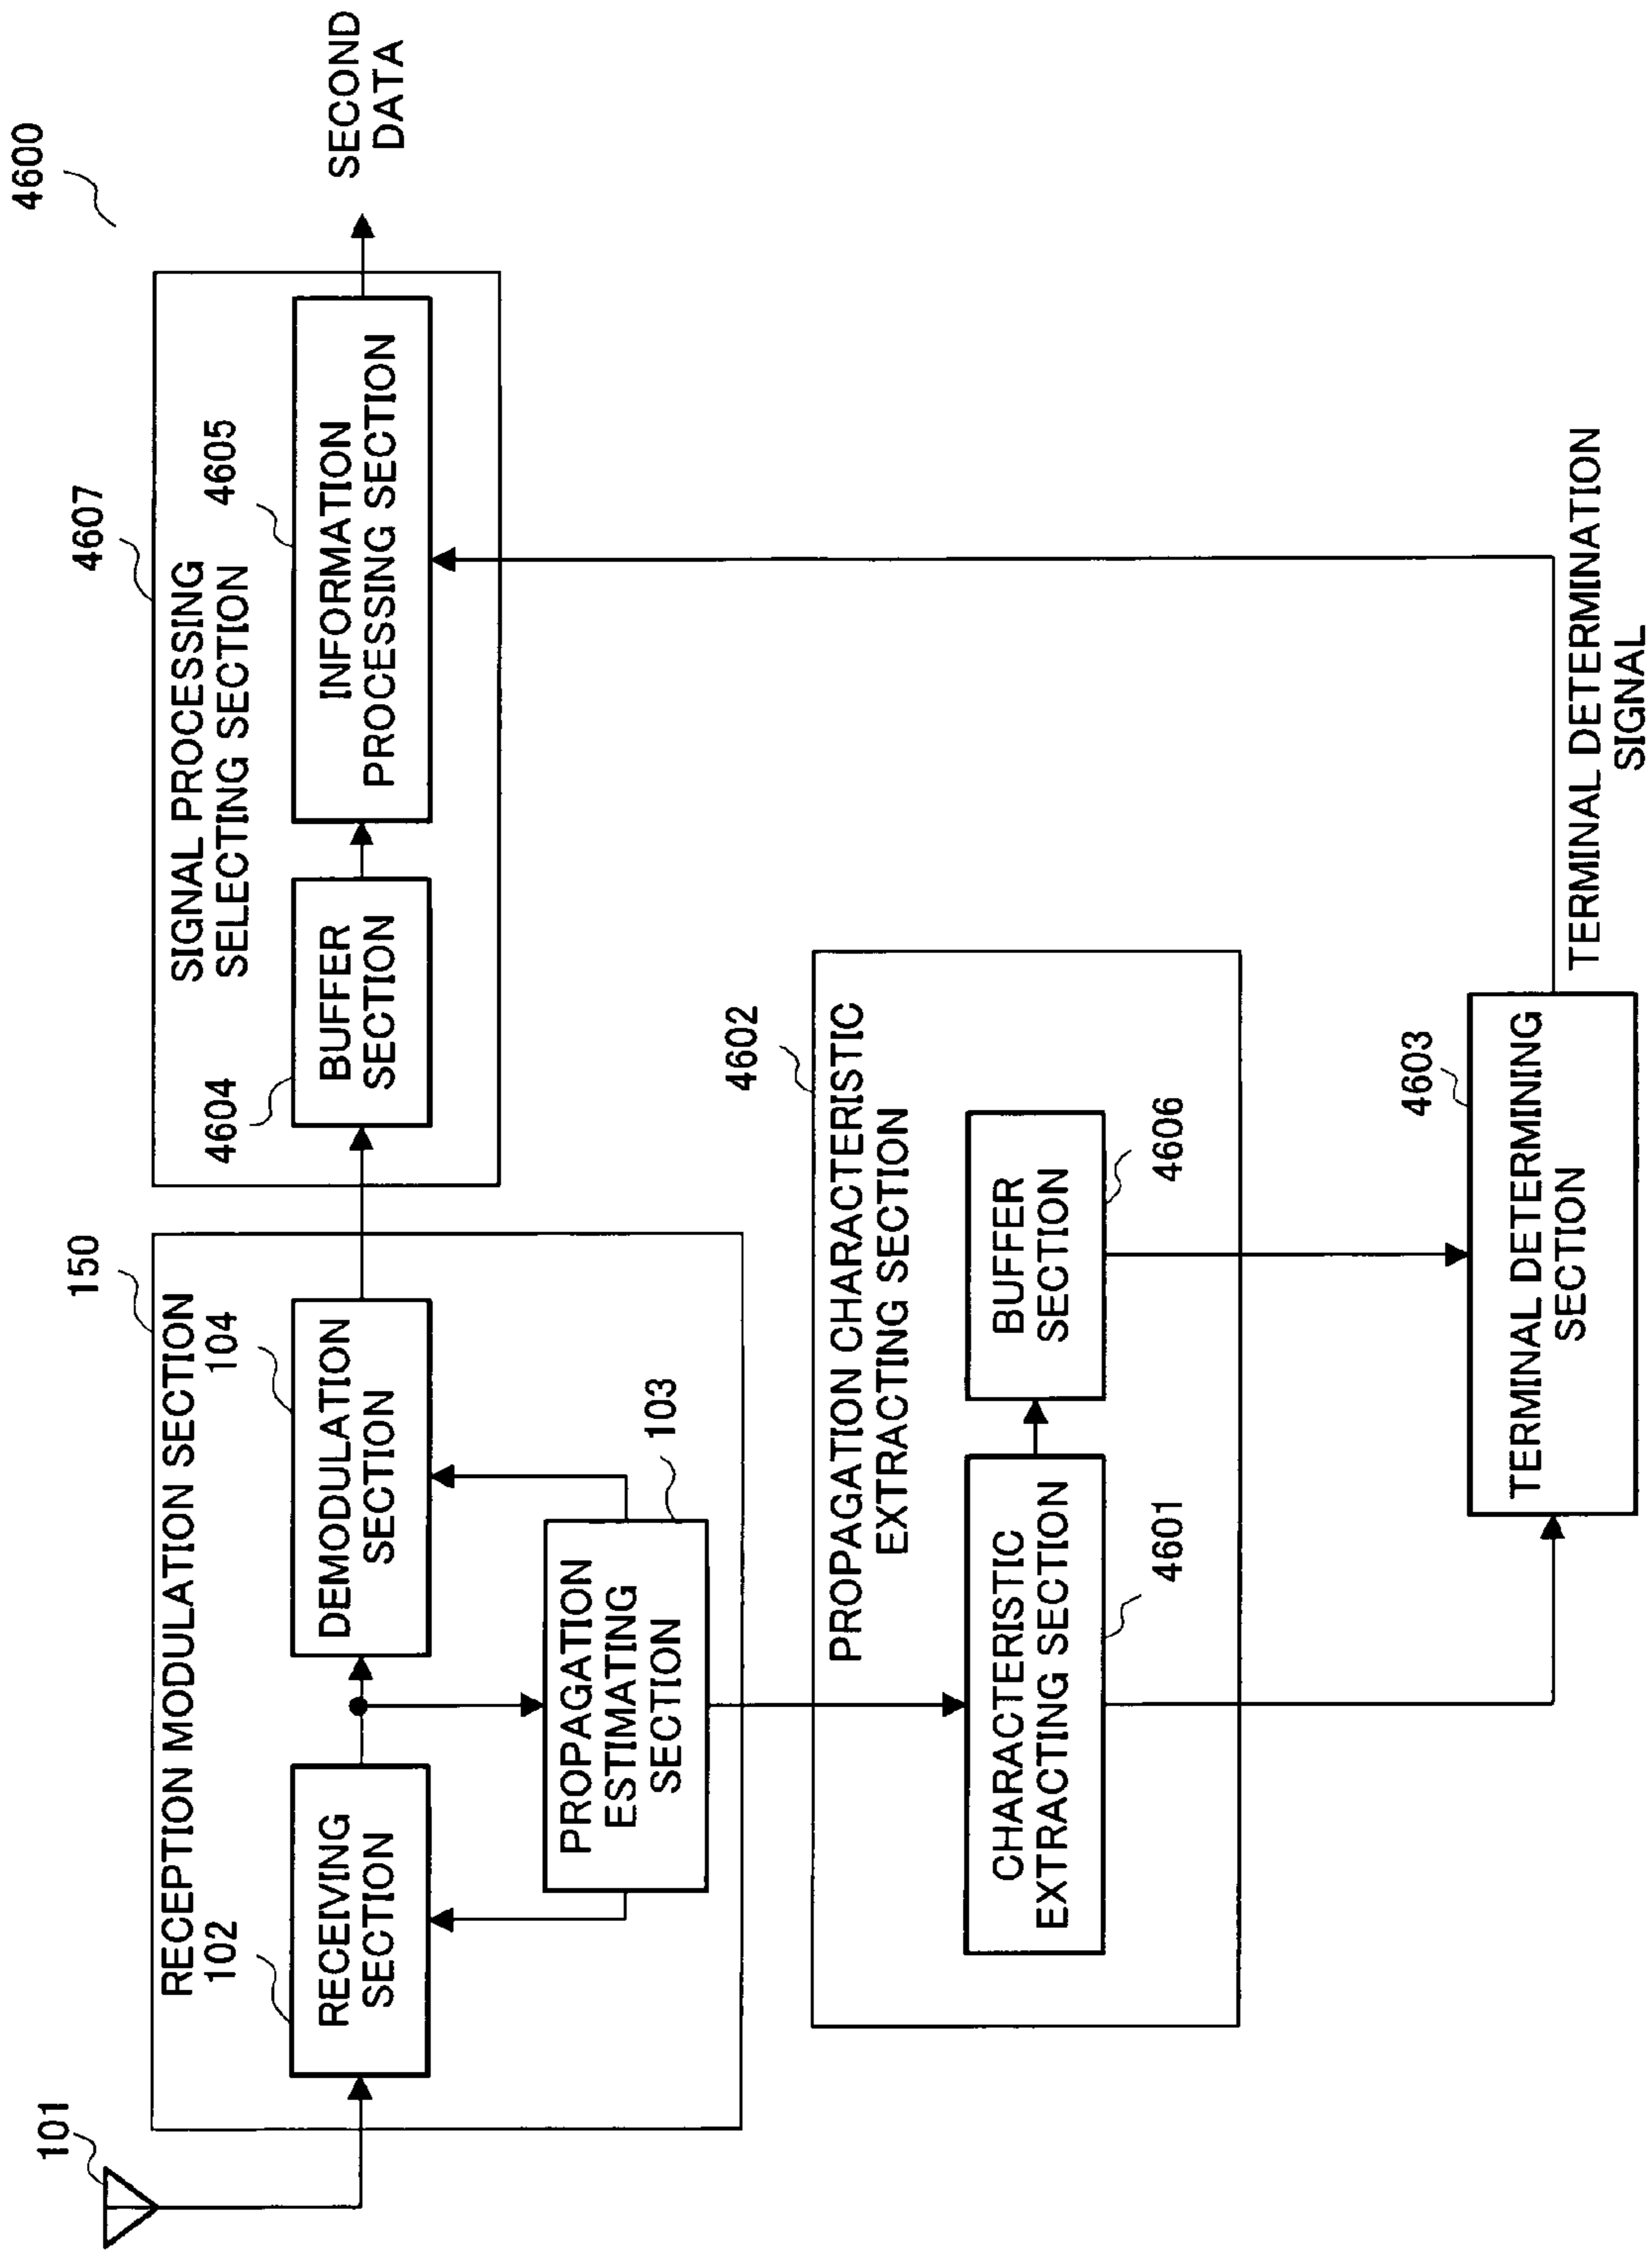 4600
101
RECEPTION MODULATION SECTION
150
102
RECEIVING
SECTION
104
DEMODULATION
SECTION
PROPAGATION
ESTIMATING
SECTION
103
4607
SIGNAL PROCESSING
SELECTING SECTION
4604
BUFFER
SECTION
4605
INFORMATION
PROCESSING SECTION
SECOND
DATA
4602
PROPAGATION CHARACTERISTIC
EXTRACTING SECTION
CHARACTERISTIC
EXTRACTING SECTION
4601
BUFFER
SECTION
4606
4603
TERMINAL DETERMINING
SECTION
TERMINAL DETERMINATION
SIGNAL